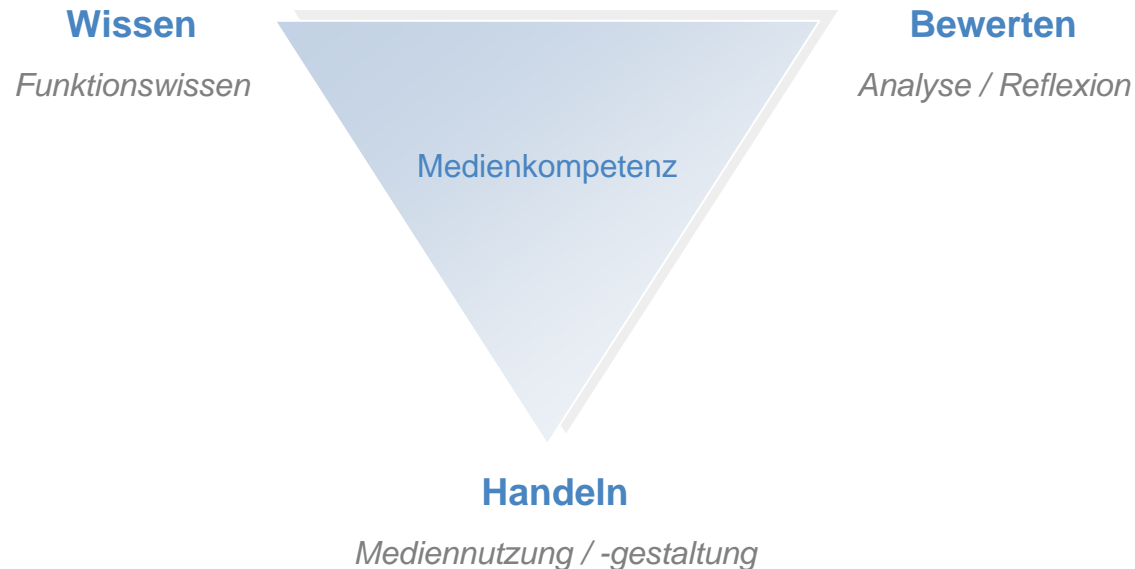 Wissen
Bewerten
Funktionswissen
Analyse / Reflexion
Medienkompetenz
Handeln
Mediennutzung / -gestaltung